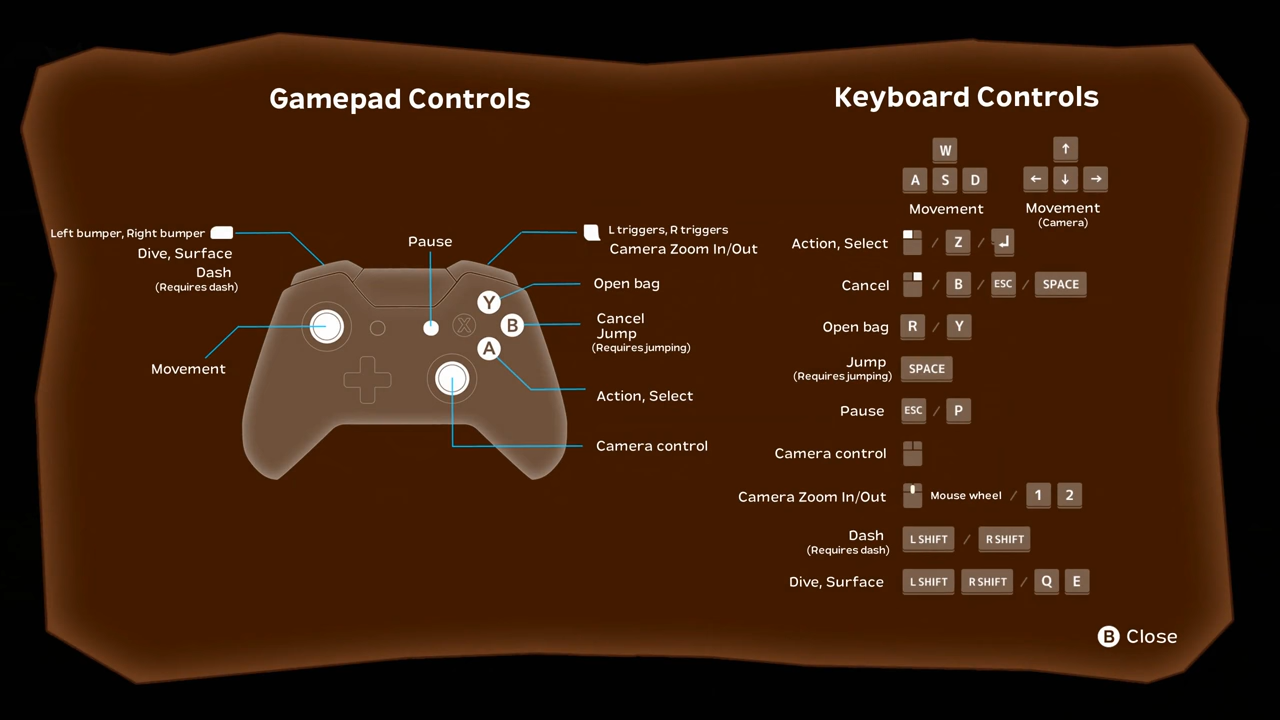 Gamepad Controls
Left bumper, Right bumper
Dive, Surface
Dash
(Requires dash)
Movement
Pause
L triggers, R triggers
Camera Zoom In/Out
Open bag
Cancel
Jump
(Requires jumping)
Action, Select
Camera control
Y
X
B
A
Keyboard Controls
W
A S D
Movement
↑
← ↓ →
Movement
(Camera)
Action, Select / Z / ↲
Cancel / B ESC / SPACE
Open bag R / Y
Jump
(Requires jumping)
SPACE
Pause ESC / P
Camera control
Camera Zoom In/Out Mouse wheel / 1 2
Dash
(Requires dash)
L SHIFT / R SHIFT
Dive, Surface L SHIFT R SHIFT / Q E
B Close